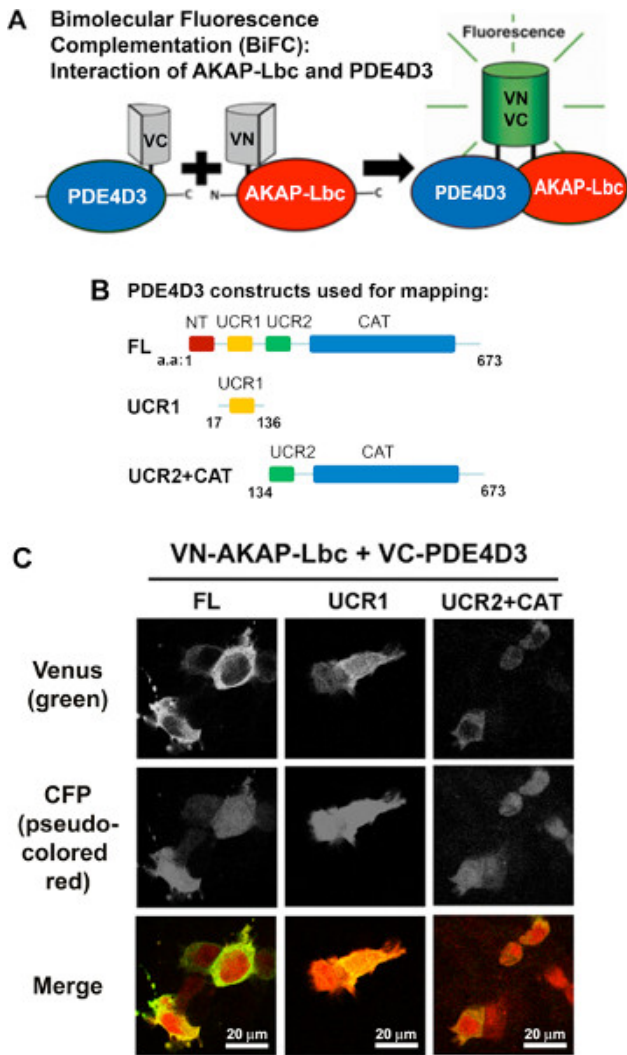 A Bimolecular Fluorescence
Complementation (BiFC):
Interaction of AKAP-Lbc and PDE4D3
Fluorescence
VC
VN
VN
VC
PDE4D3
C
N
AKAP-Lbc
C
PDE4D3
AKAP-Lbc
B PDE4D3 constructs used for mapping:
NT UCR1 UCR2 CAT
FL
a.a:1 673
UCR1
UCR1
17 136
UCR2 CAT
UCR2+CAT
134 673
C VN-AKAP-Lbc + VC-PDE4D3
FL UCR1 UCR2+CAT
Venus
(green)
CFP
(pseudo-
colored
red)
Merge
20 µm 20 µm 20 µm